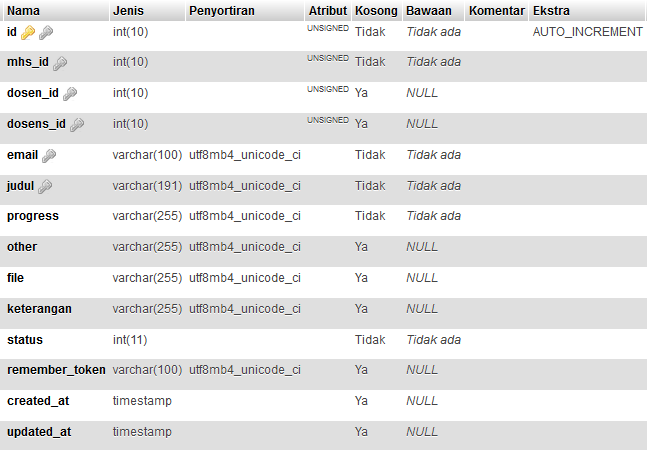 Nama Jenis Penyortiran Atribut Kosong Bawaan Komentar Ekstra
id int(10) UNSIGNED Tidak Tidak ada AUTO_INCREMENT
mhs_id int(10) UNSIGNED Tidak Tidak ada
dosen_id int(10) UNSIGNED Ya NULL
dosens_id int(10) UNSIGNED Ya NULL
email varchar(100) utf8mb4_unicode_ci Tidak Tidak ada
judul varchar(191) utf8mb4_unicode_ci Tidak Tidak ada
progress varchar(255) utf8mb4_unicode_ci Tidak Tidak ada
other varchar(255) utf8mb4_unicode_ci Ya NULL
file varchar(255) utf8mb4_unicode_ci Ya NULL
keterangan varchar(255) utf8mb4_unicode_ci Ya NULL
status int(11) Tidak Tidak ada
remember_token varchar(100) utf8mb4_unicode_ci Ya NULL
created_at timestamp Ya NULL
updated_at timestamp Ya NULL